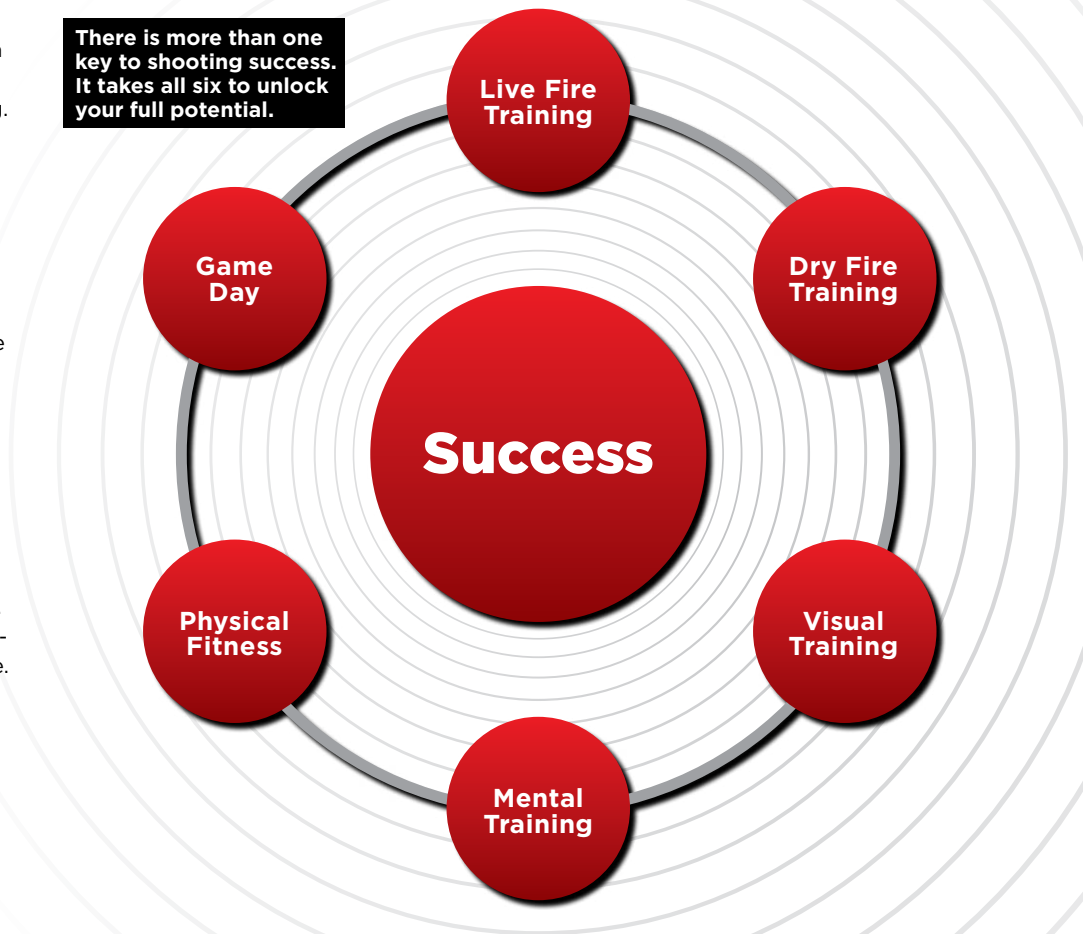 There is more than one
key to shooting success.
It takes all six to unlock
your full potential.
Live Fire
Training
Game
Day
Dry Fire
Training
Success
Physical
Fitness
Visual
Training
Mental
Training